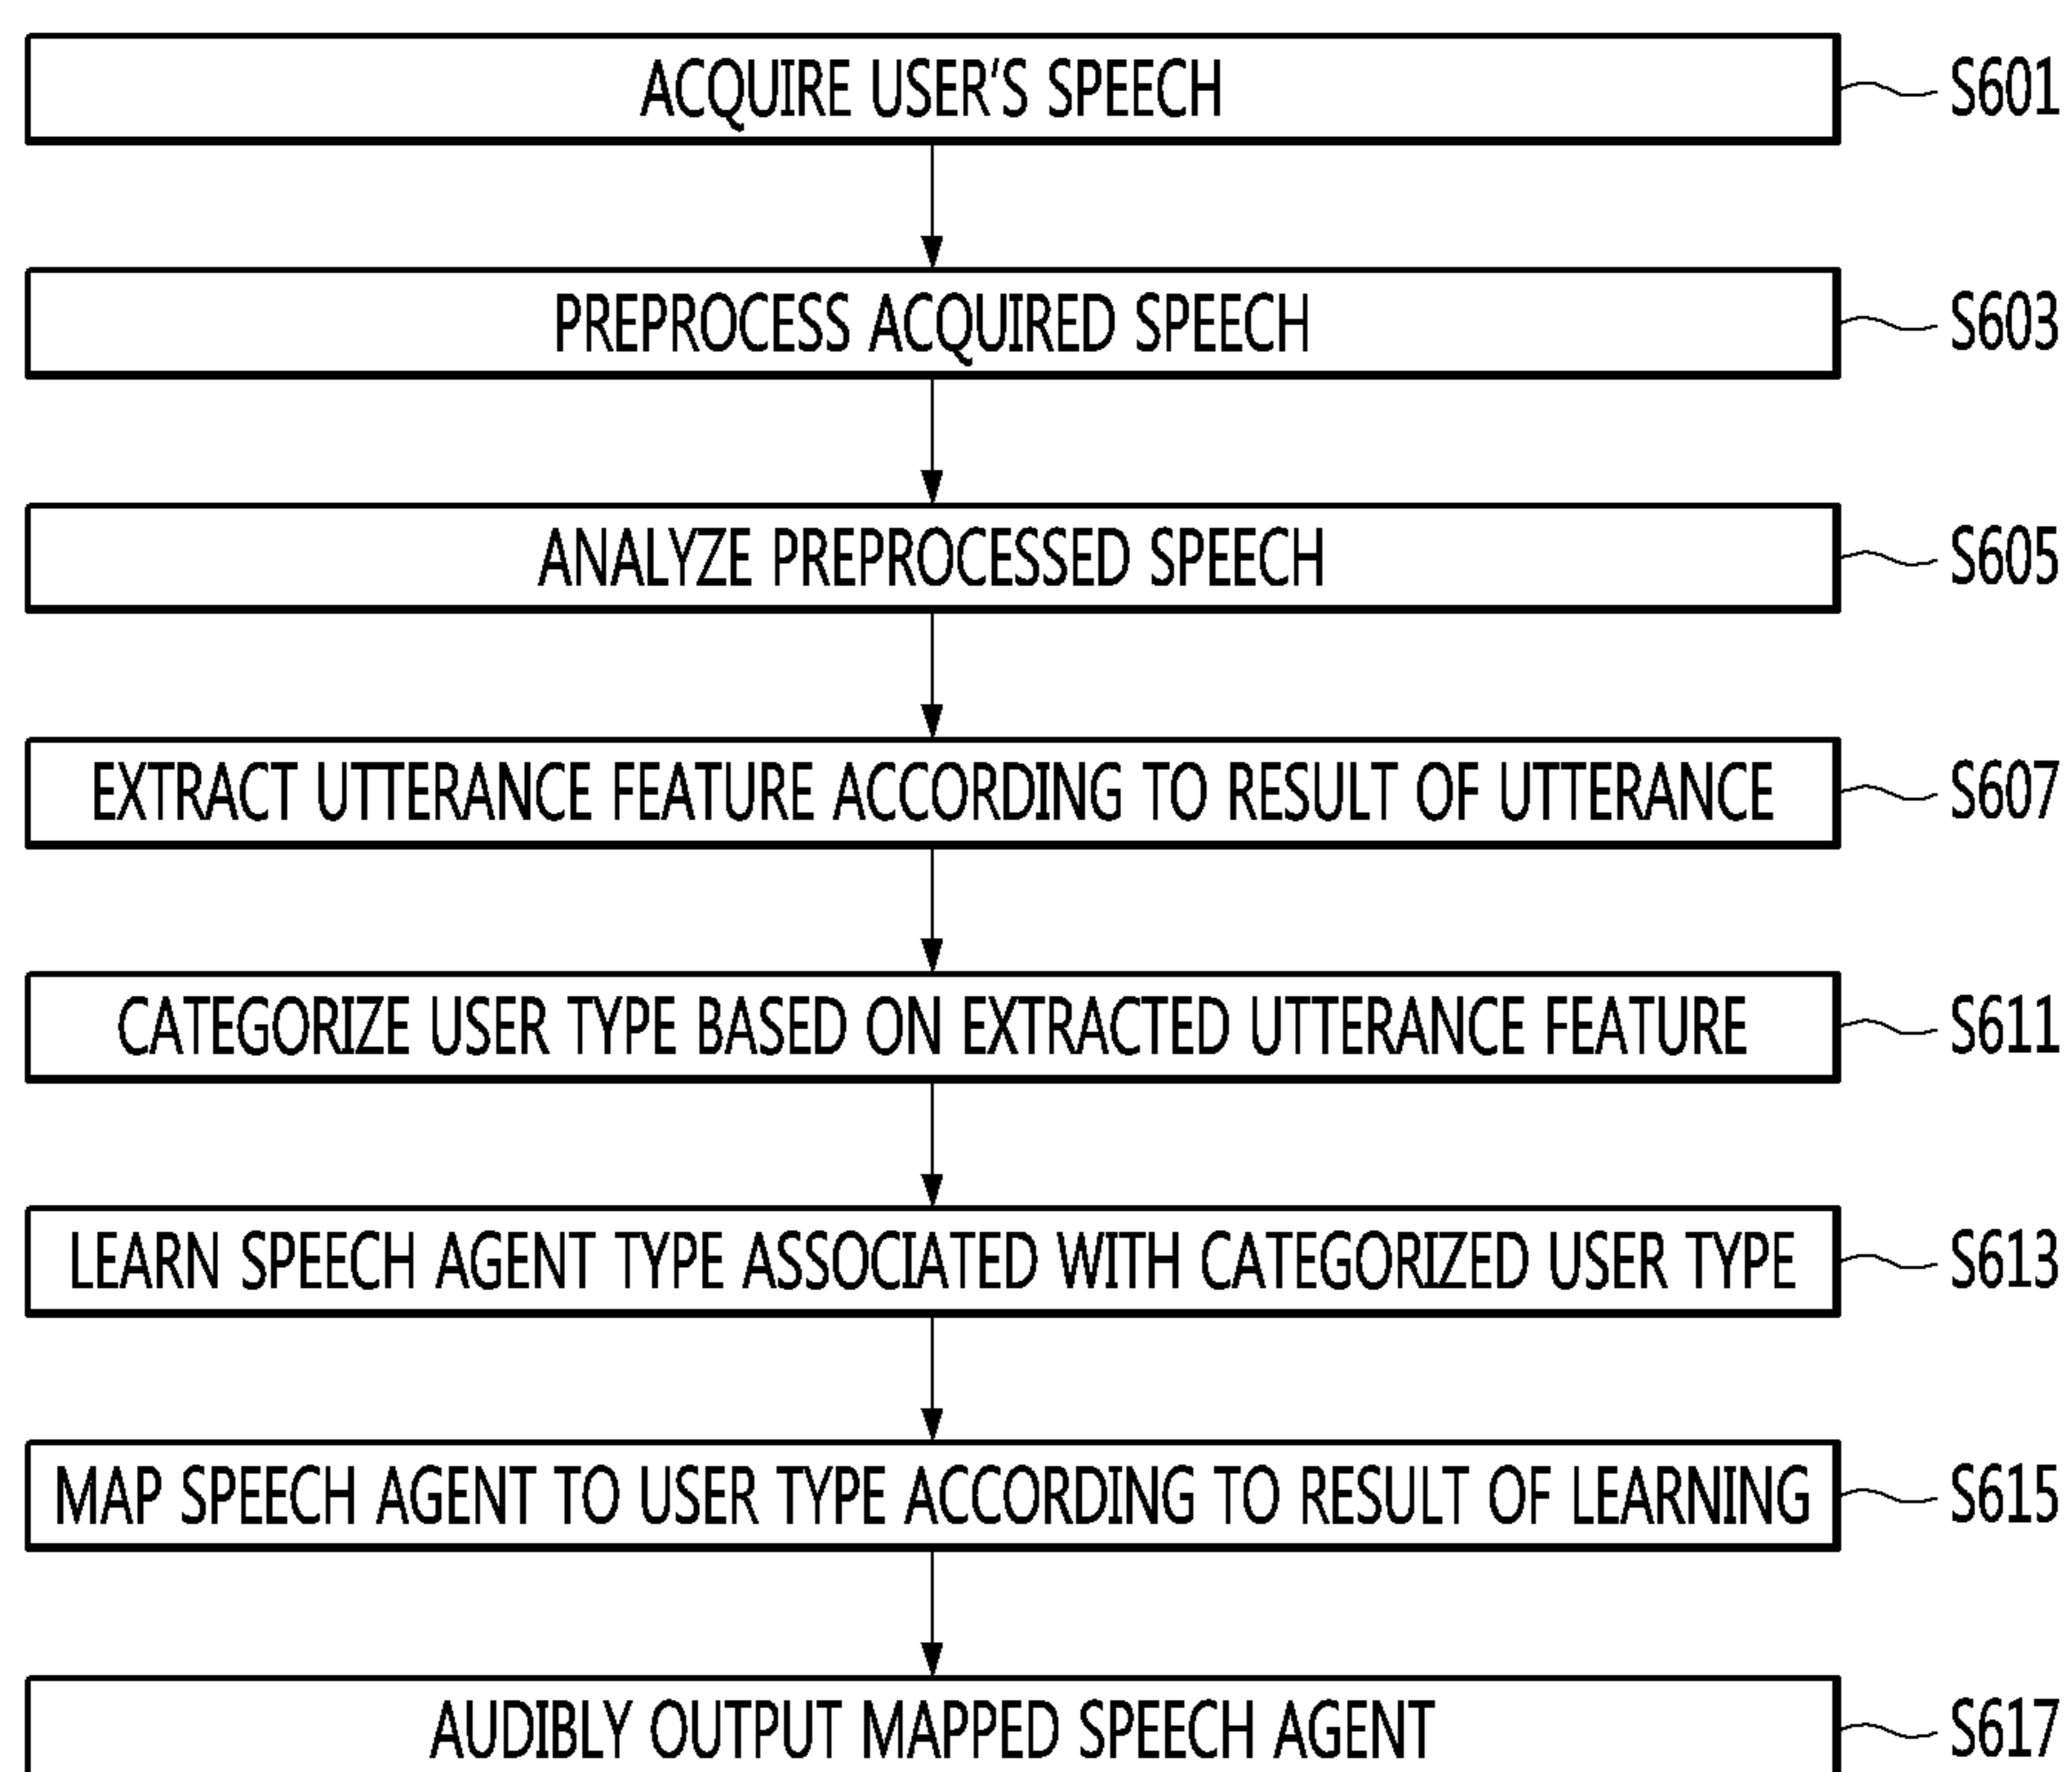 ACQUIRE USER'S SPEECH S601
PREPROCESS ACQUIRED SPEECH S603
ANALYZE PREPROCESSED SPEECH S605
EXTRACT UTTERANCE FEATURE ACCORDING TO RESULT OF UTTERANCE S607
CATEGORIZE USER TYPE BASED ON EXTRACTED UTTERANCE FEATURE S611
LEARN SPEECH AGENT TYPE ASSOCIATED WITH CATEGORIZED USER TYPE S613
MAP SPEECH AGENT TO USER TYPE ACCORDING TO RESULT OF LEARNING S615
AUDIBLY OUTPUT MAPPED SPEECH AGENT S617